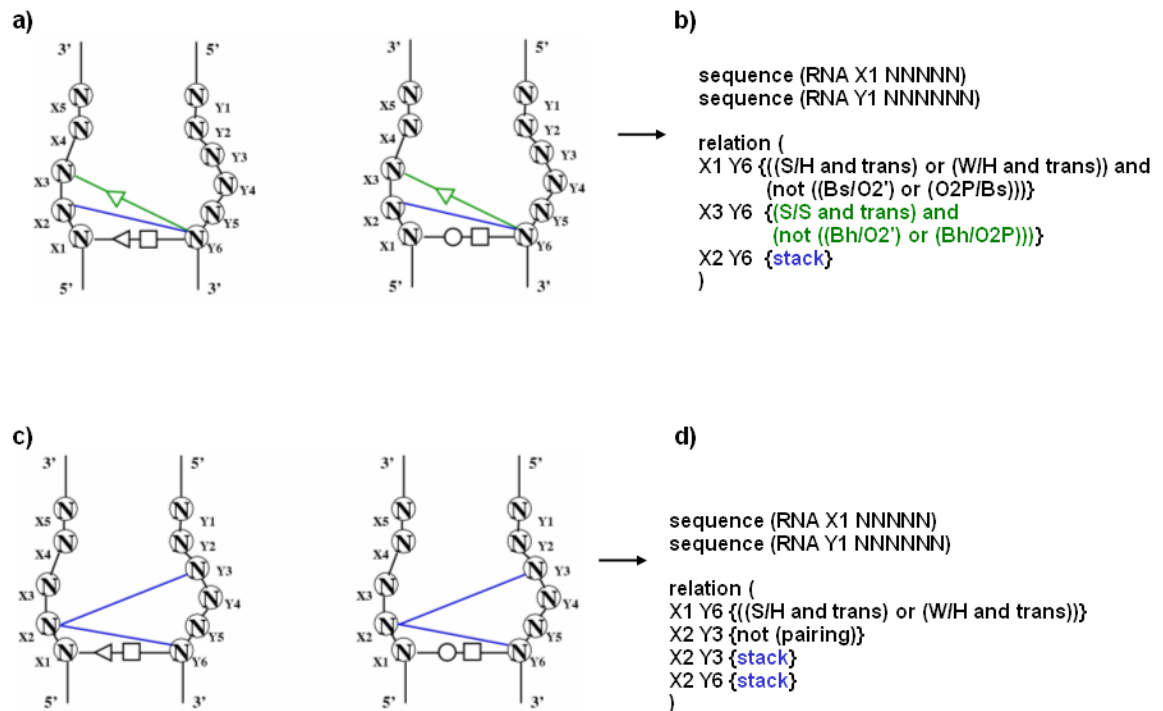 a)
3' 5'
N N
X5 Y1
N N
X4 Y2
N Y3
N
X3 N Y4
X2 N N Y5
X1 N N Y6
5' 3'
3' 5'
N N
X5 Y1
N N
X4 Y2
N Y3
N
X3 N Y4
X2 N N Y5
X1 N N Y6
5' 3'
b)
sequence (RNA X1 NNNNN)
sequence (RNA Y1 NNNNNN)
relation (
X1 Y6 {((S/H and trans) or (W/H and trans)) and
(not ((Bs/O2') or (O2P/Bs)))}
X3 Y6 {(S/S and trans) and
(not ((Bh/O2') or (Bh/O2P)))}
X2 Y6 {stack}
)
c)
3' 5'
N N
X5 Y1
N N
X4 Y2
N Y3
N
X3 N Y4
X2 N N Y5
X1 N N Y6
5' 3'
3' 5'
N N
X5 Y1
N N
X4 Y2
N Y3
N
X3 N Y4
X2 N N Y5
X1 N N Y6
5' 3'
d)
sequence (RNA X1 NNNNN)
sequence (RNA Y1 NNNNNN)
relation (
X1 Y6 {((S/H and trans) or (W/H and trans))}
X2 Y3 {not (pairing)}
X2 Y3 {stack}
X2 Y6 {stack}
)